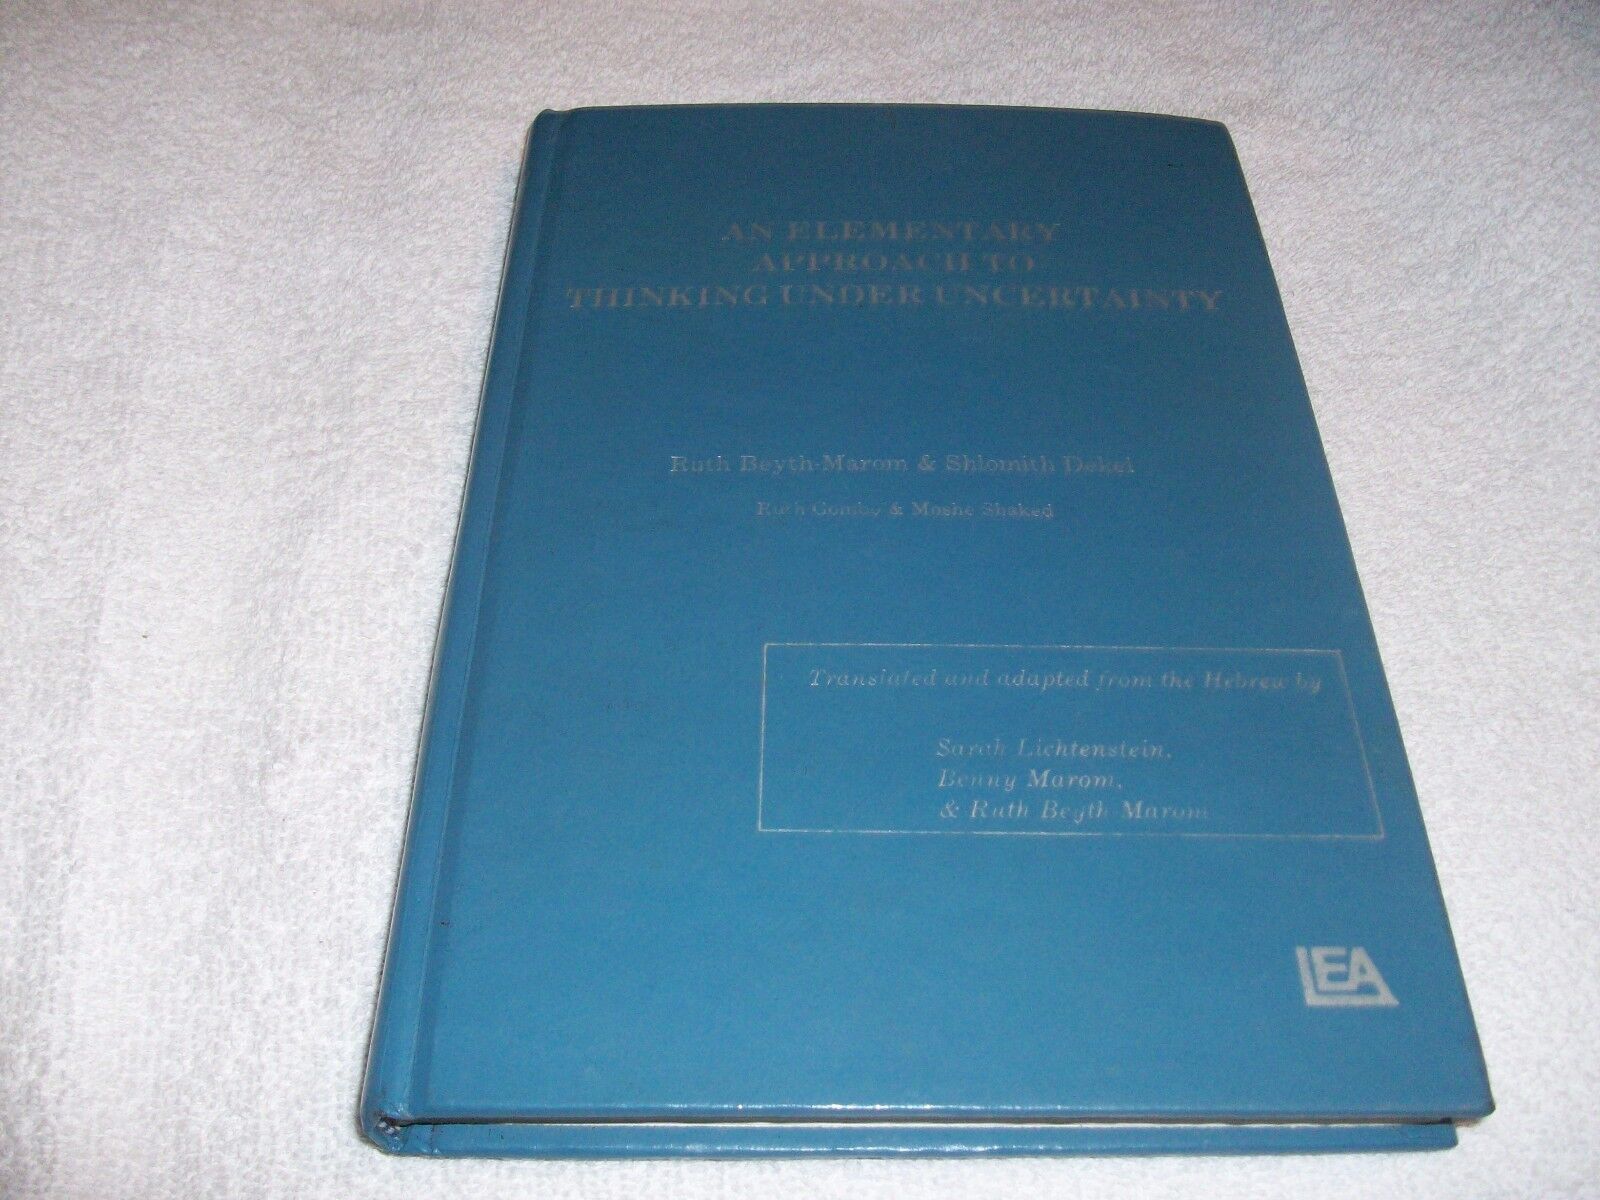 AN ELEMENTARY
APPROACH TO
THINKING UNDER UNCERTAINTY
Ruth Beyth-Marom & Shlomith Dekel
Ruth Gombo & Moshe Shaked
Translated and adapted from the Hebrew by
Sarah Lichtenstein,
Benny Marom,
& Ruth Beyth-Marom
LEA